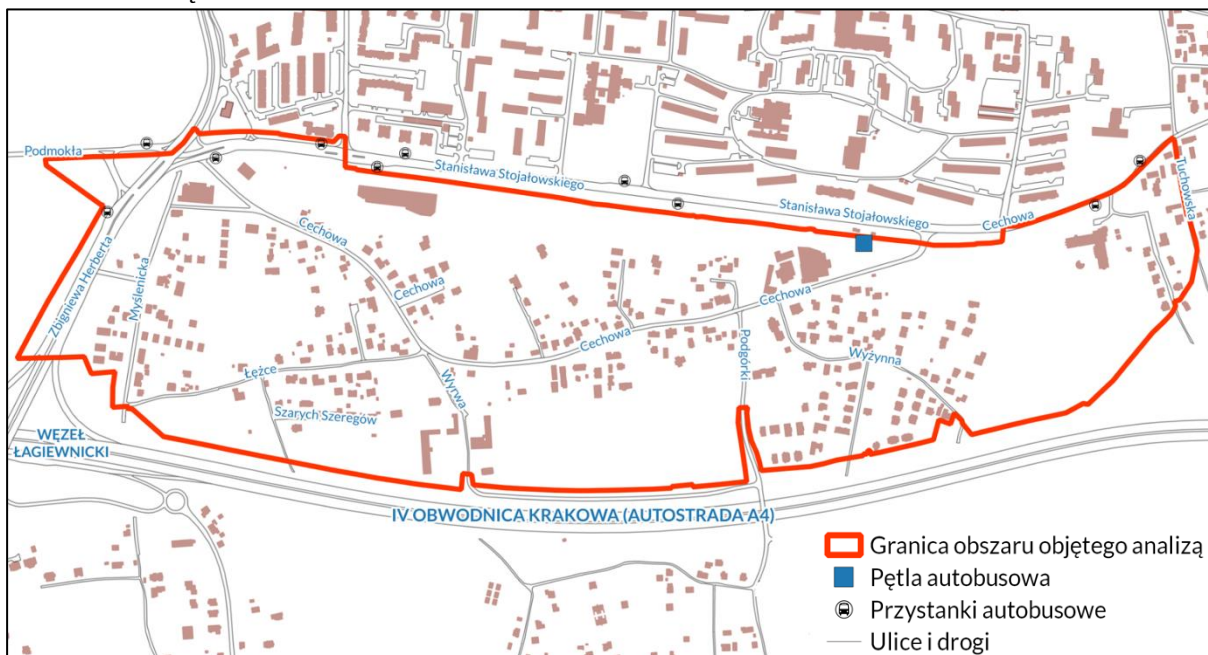 Podmokła
Stanisława Stojałowskiego
Stanisława Stojałowskiego
Cechowa
Tuchowska
Zbigniewa Herberta
Myślenicka
Cechowa
Cechowa
Cechowa
Cechowa
Podgórki
Wyżynna
Łężce
Wyrwa
Szarych Szeregów
WĘZEŁ
ŁAGIEWNICKI
IV OBWODNICA KRAKOWA (AUTOSTRADA A4)
Granica obszaru objętego analizą
Pętla autobusowa
Przystanki autobusowe
Ulice i drogi